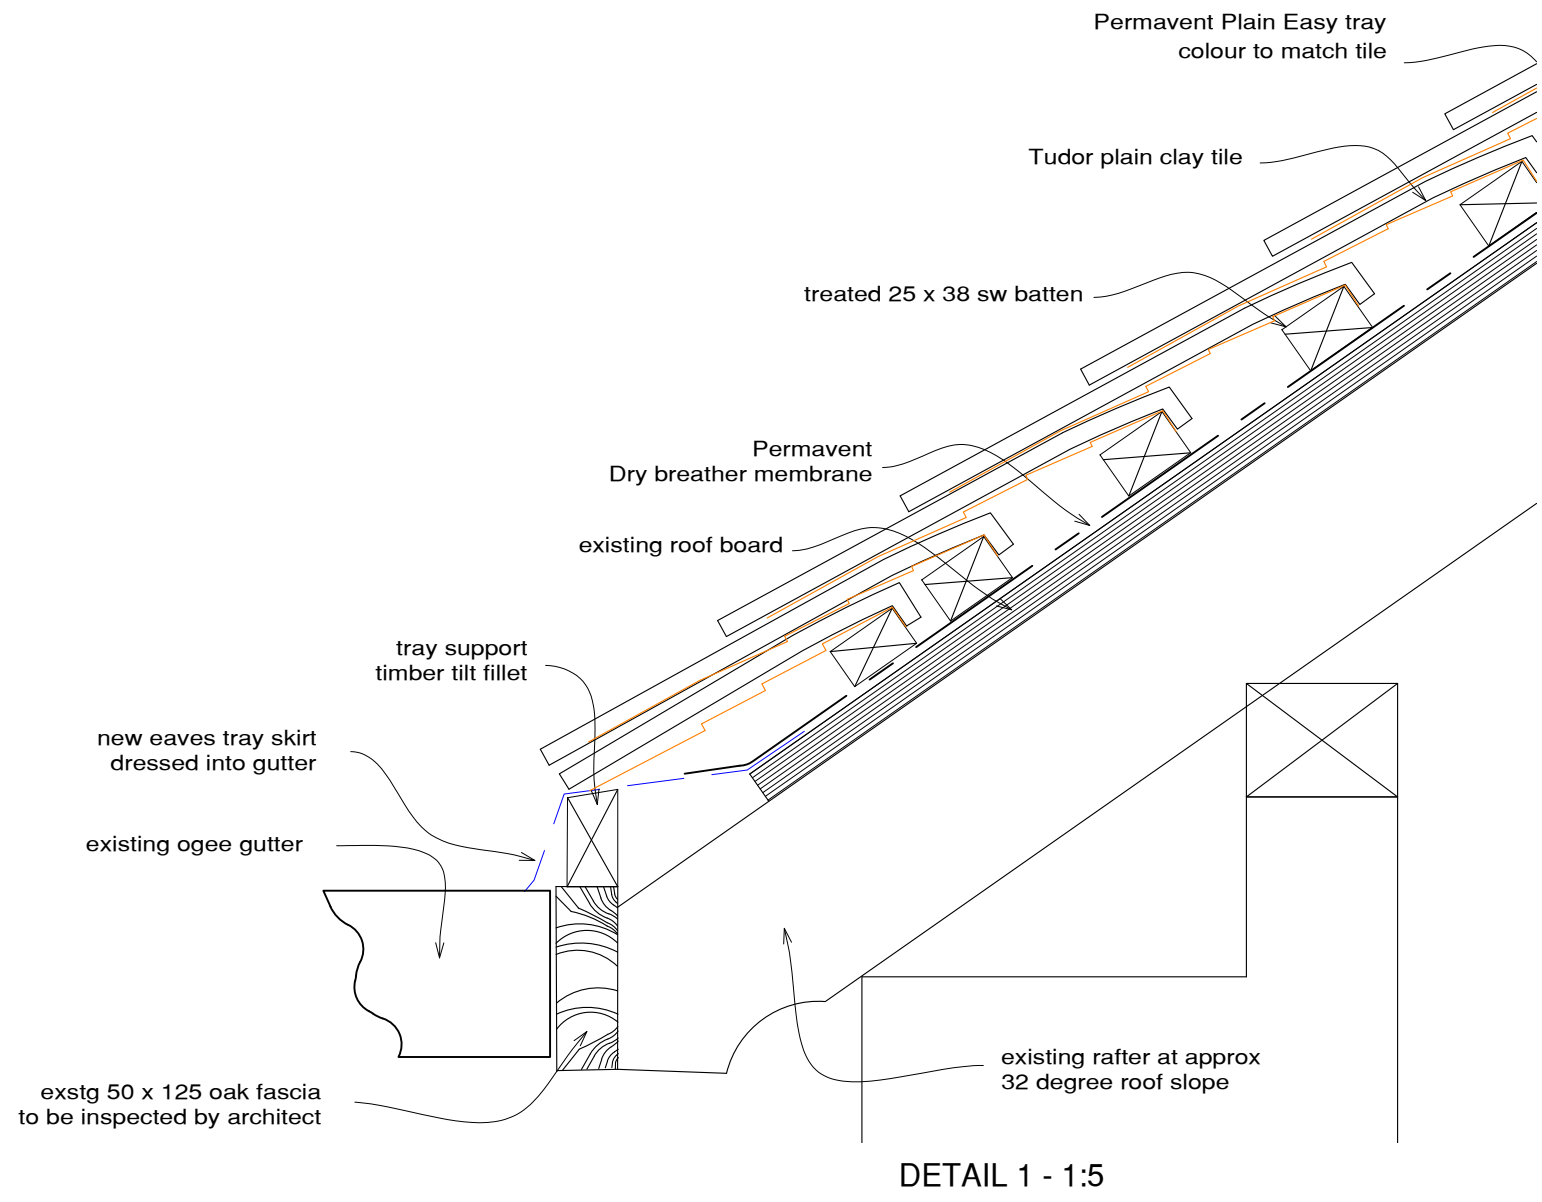 Permavent Plain Easy tray
colour to match tile
Tudor plain clay tile
treated 25 x 38 sw batten
Permavent
Dry breather membrane
existing roof board
tray support
timber tilt fillet
new eaves tray skirt
dressed into gutter
existing ogee gutter
existing rafter at approx
32 degree roof slope
exstg 50 x 125 oak fascia
to be inspected by architect
DETAIL 1 - 1:5